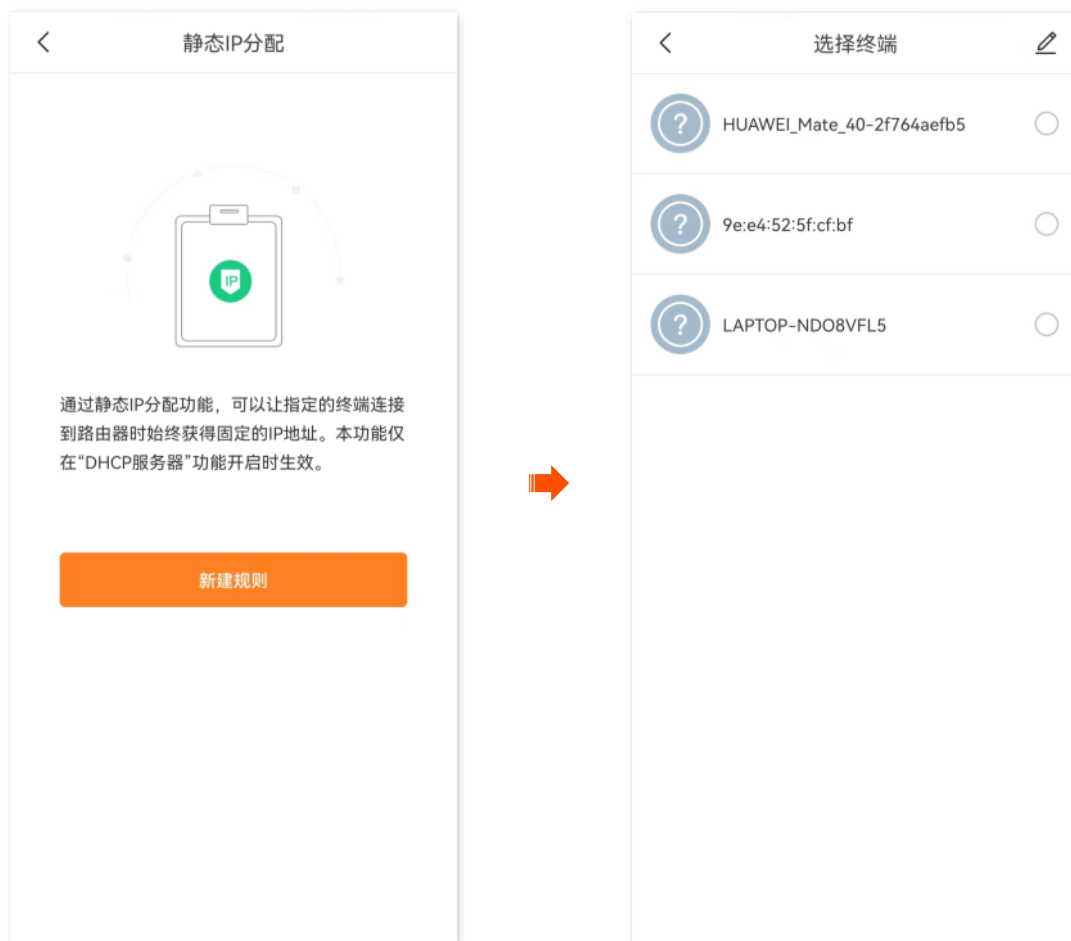 静态IP分配
IP
通过静态IP分配功能，可以让指定的终端连接
到路由器时始终获得固定的IP地址。本功能仅
在“DHCP服务器”功能开启时生效。
新建规则
选择终端
?
HUAWEI_Mate_40-2f764aefb5
?
9e:e4:52:5f:cf:bf
?
LAPTOP-NDO8VFL5